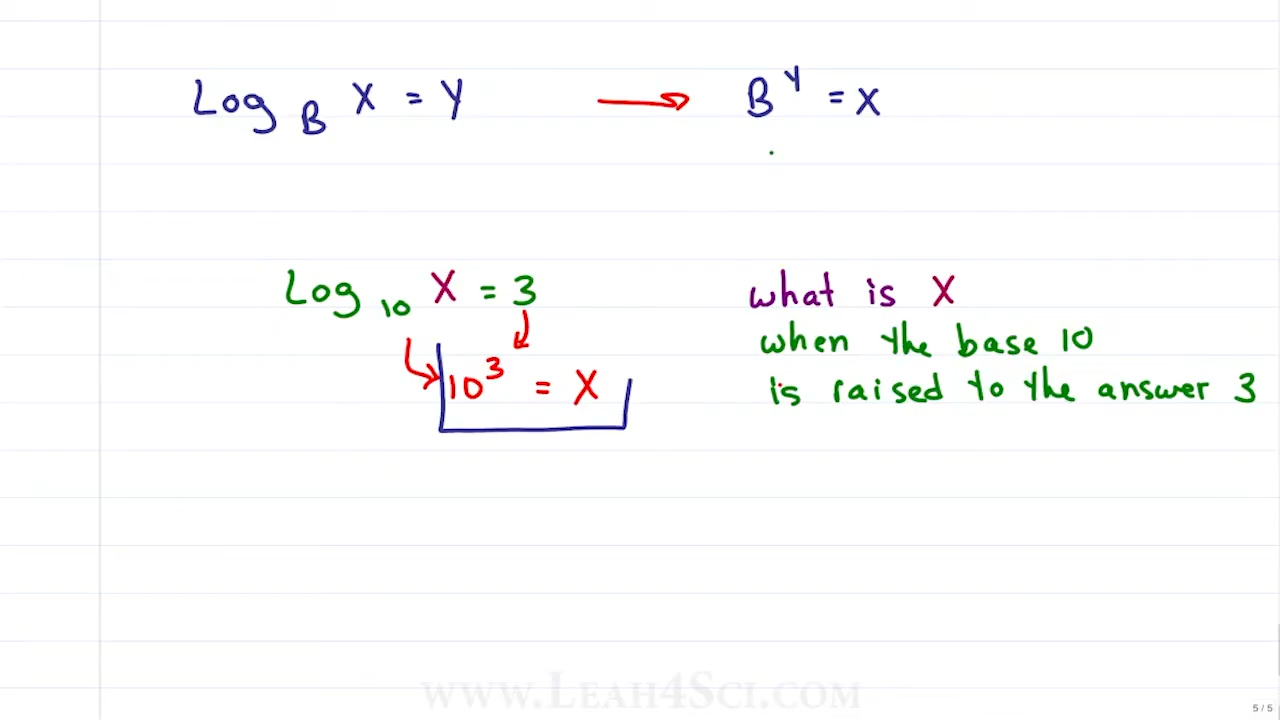 Log B X = Y → B^Y = X
Log 10 X = 3 what is X
when the base 10
10^3 = X is raised to the answer 3
www.Leah4Sci.com
5 / 5